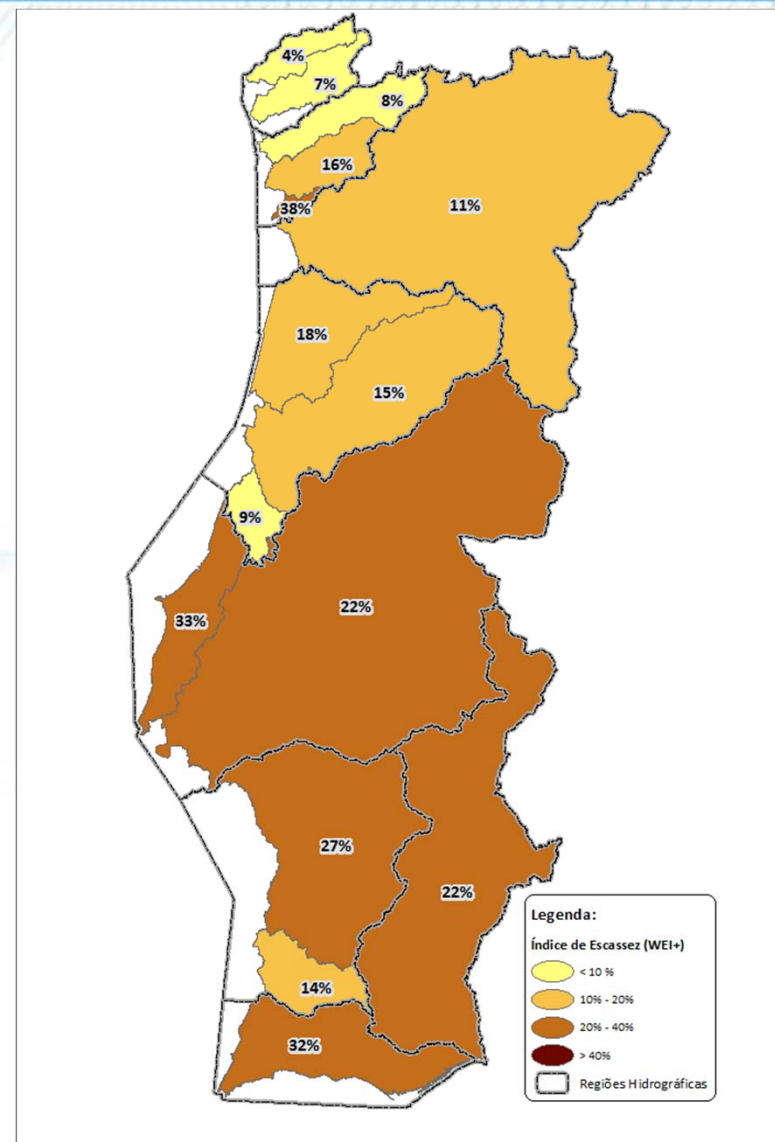 4%
7%
8%
16%
38%
11%
18%
15%
9%
22%
33%
27%
22%
14%
32%
Legenda:
Índice de Escassez (WEI+)
< 10 %
10% - 20%
20% - 40%
> 40%
Regiões Hidrográficas